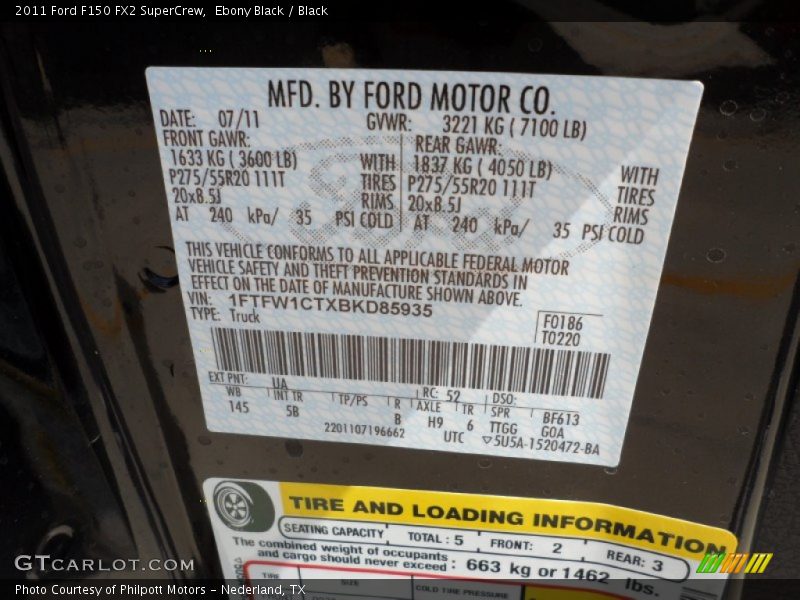 2011 Ford F150 FX2 SuperCrew, Ebony Black / Black
MFD. BY FORD MOTOR CO.
DATE: 07/11 GVWR: 3221 KG ( 7100 LB)
FRONT GAWR: REAR GAWR:
1633 KG ( 3600 LB) WITH 1837 KG ( 4050 LB) WITH
P275/55R20 111T TIRES P275/55R20 111T TIRES
20x8.5J RIMS 20x8.5J RIMS
AT 240 kPa/ 35 PSI COLD AT 240 kPa/ 35 PSI COLD
THIS VEHICLE CONFORMS TO ALL APPLICABLE FEDERAL MOTOR
VEHICLE SAFETY AND THEFT PREVENTION STANDARDS IN
EFFECT ON THE DATE OF MANUFACTURE SHOWN ABOVE.
VIN: 1FTFW1CTXBKD85935
TYPE: Truck
F0186
T0220
EXT PNT: UA RC: 52 DSO:
WB INT TR TP/PS R AXLE TR SPR BF613
145 5B B H9 6 TTGG GOA
2201107196662 UTC ▽5U5A-1520472-BA
TIRE AND LOADING INFORMATION
SEATING CAPACITY TOTAL : 5 FRONT: 2 REAR: 3
The combined weight of occupants
and cargo should never exceed : 663 kg or 1462 lbs.
TIRE SIZE COLD TIRE PRESSURE
GTCARLOT.COM
Photo Courtesy of Philpott Motors - Nederland, TX